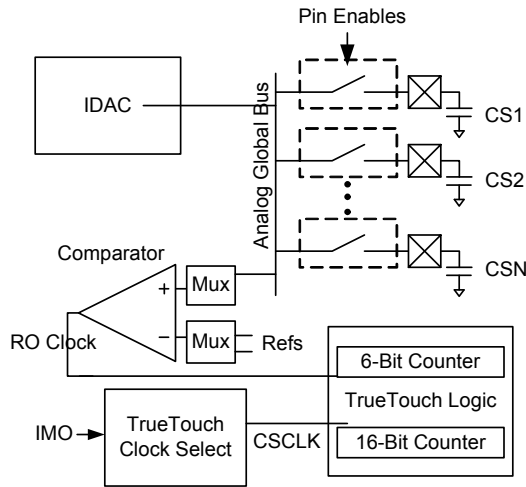 Pin Enables
IDAC
Analog Global Bus
CS1
CS2
CSN
Comparator
+
Mux
−
Mux
Refs
RO Clock
6-Bit Counter
TrueTouch Logic
16-Bit Counter
IMO
TrueTouch
Clock Select
CSCLK